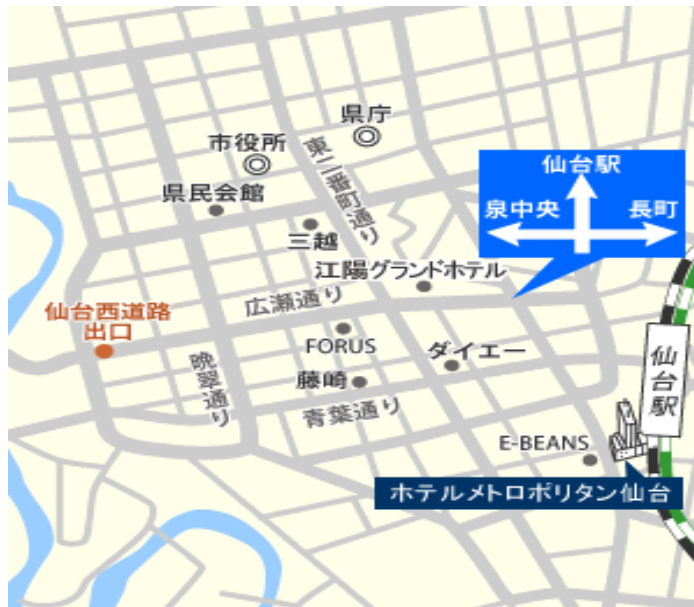 県庁
市役所
東二番町通り
仙台駅
泉中央
長町
県民会館
三越
江陽グランドホテル
広瀬通り
仙台西道路
出口
FORUS
ダイエー
仙台駅
晩翠通り
藤崎
青葉通り
E-BEANS
ホテルメトロポリタン仙台